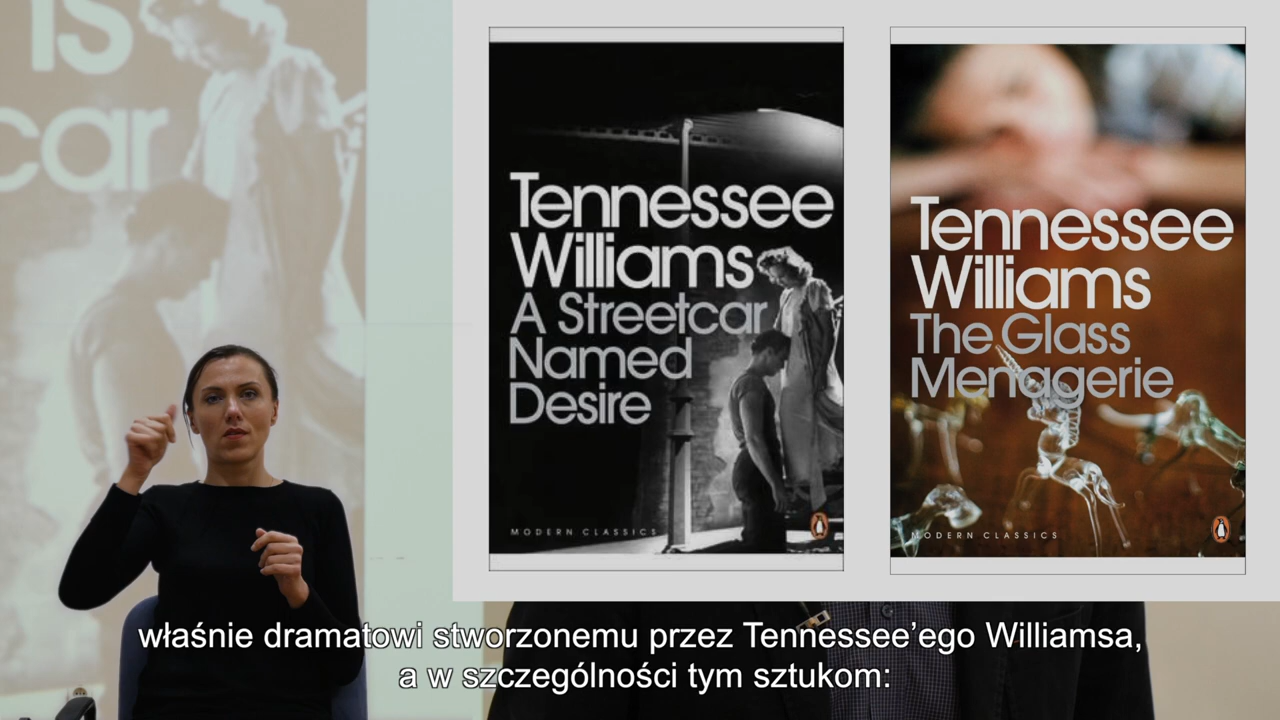 is
car
Tennessee
Williams
A Streetcar
Named
Desire
MODERN CLASSICS
Tennessee
Williams
The Glass
Menagerie
MODERN CLASSICS
właśnie dramatowi stworzonemu przez Tennessee’ego Williamsa,
a w szczególności tym sztukom: